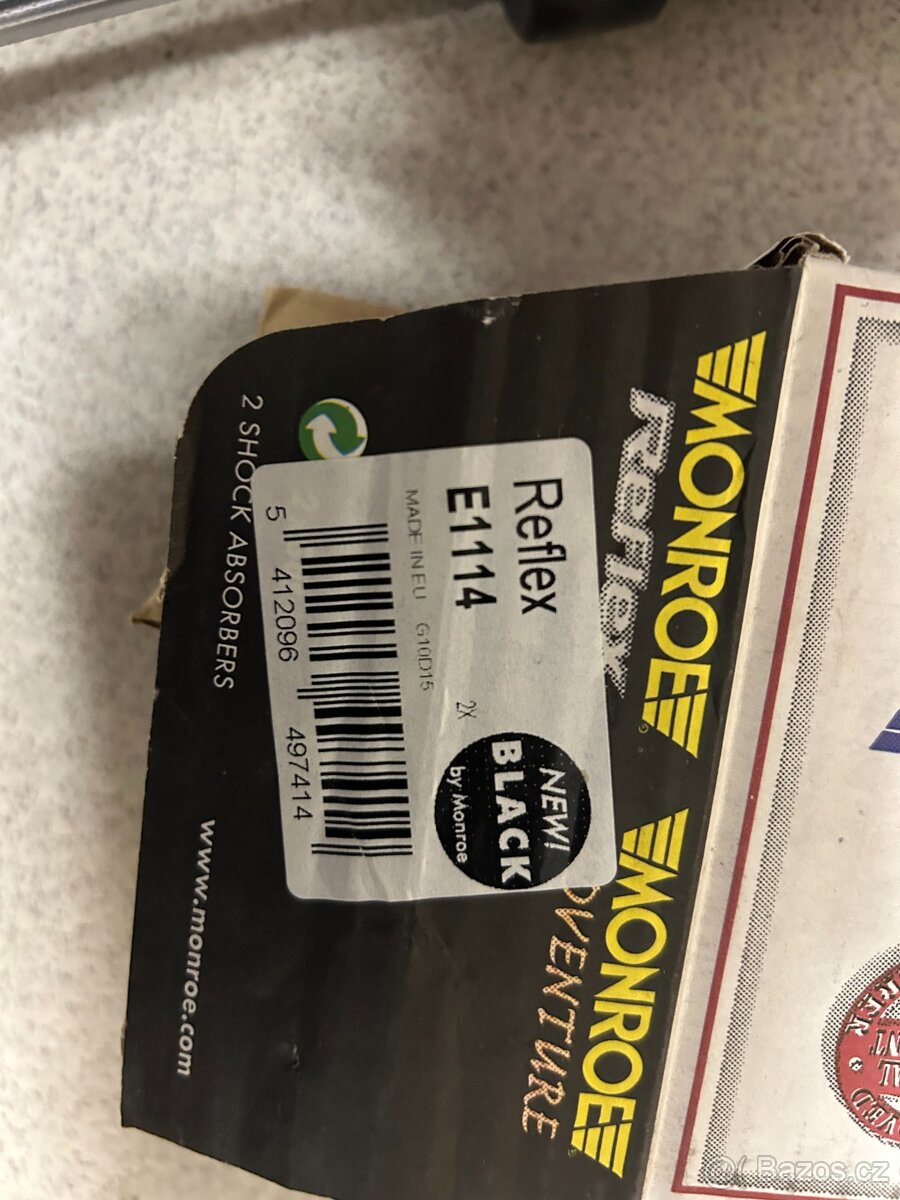 MONROE
Reflex
MONROE
VENTURE
Reflex
E1114
2X
MADE IN EU G10D15
5 412096 497414
NEW!
BLACK
by Monroe
2 SHOCK ABSORBERS
www.monroe.com
Bazos.cz